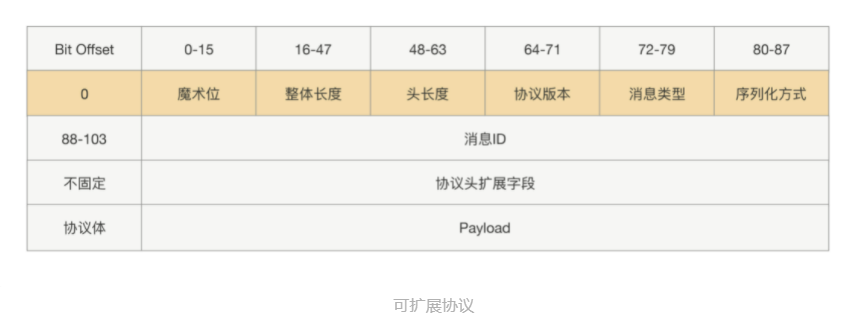 Bit Offset 0-15 16-47 48-63 64-71 72-79 80-87
0 魔术位 整体长度 头长度 协议版本 消息类型 序列化方式
88-103 消息ID
不固定 协议头扩展字段
协议体 Payload
可扩展协议